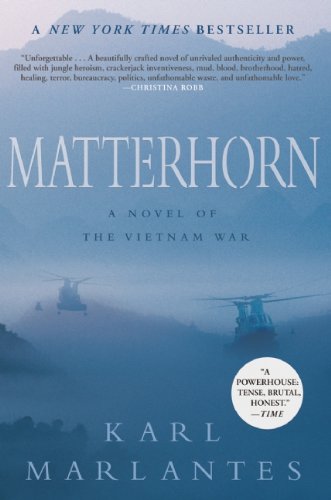 A NEW YORK TIMES BESTSELLER
"Unforgettable . . . A beautifully crafted novel of unrivaled authenticity and power,
filled with jungle heroism, crackerjack inventiveness, mud, blood, brotherhood, hatred,
healing, terror, bureaucracy, politics, unfathomable waste, and unfathomable love."
—CHRISTINA ROBB
MATTERHORN
A NOVEL OF
THE VIETNAM WAR
"A
POWERHOUSE:
TENSE, BRUTAL,
HONEST."
—TIME
KARL
MARLANTES